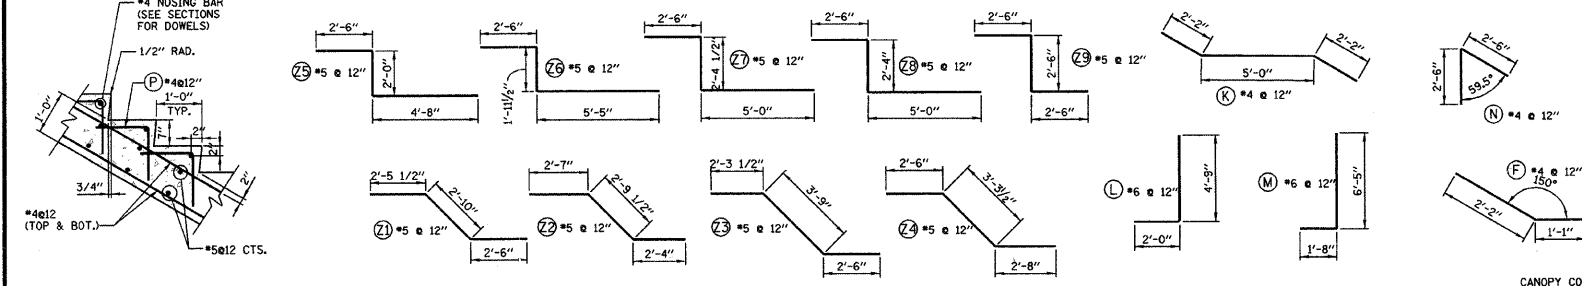 #4 NOSING BAR
(SEE SECTIONS
FOR DOWELS)
1/2" RAD.
P #4@12"
1'-0"
TYP.
1'-0"
7"
2"
2"
2"
3/4"
#4@12
(TOP & BOT.)
#5@12 CTS.
2'-6"
Z5 #5 @ 12"
2'-0"
4'-8"
2'-6"
Z6 #5 @ 12"
1'-11 1/2"
5'-5"
2'-6"
Z7 #5 @ 12"
2'-4 1/2"
5'-0"
2'-6"
Z8 #5 @ 12"
2'-4"
5'-0"
2'-6"
Z9 #5 @ 12"
2'-6"
2'-6"
2'-2"
2'-2"
5'-0"
K #4 @ 12"
2'-6"
2'-6"
59.5°
N #4 @ 12"
2'-5 1/2"
2'-10"
Z1 #5 @ 12"
2'-6"
2'-7"
2'-9 1/2"
Z2 #5 @ 12"
2'-4"
2'-3 1/2"
3'-9"
Z3 #5 @ 12"
2'-6"
2'-6"
3'-3/2"
Z4 #5 @ 12"
2'-8"
L #6 @ 12"
4'-9"
2'-0"
M #6 @ 12"
6'-5"
1'-8"
F #4 @ 12"
150°
2'-2"
1'-1"
CANOPY CO